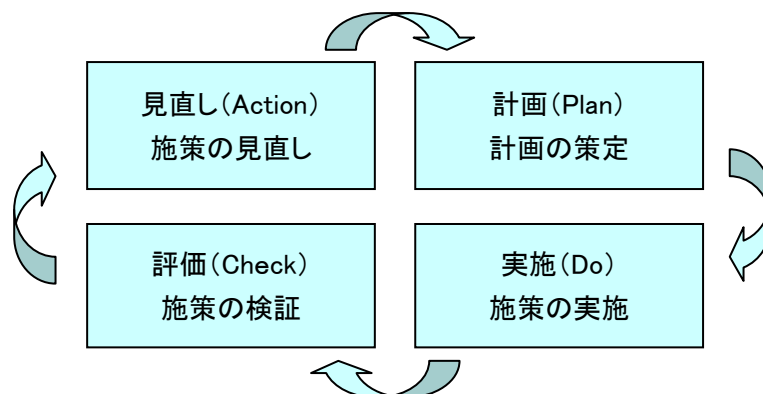 見直し(Action)
施策の見直し
計画(Plan)
計画の策定
評価(Check)
施策の検証
実施(Do)
施策の実施